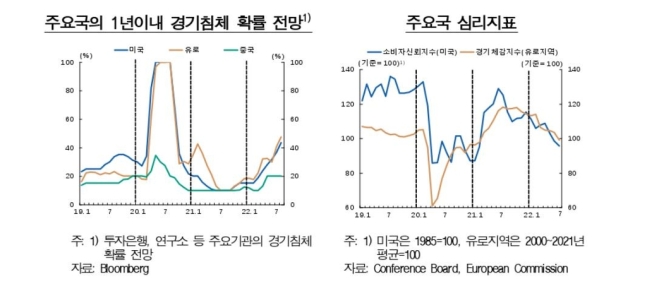 주요국의 1년이내 경기침체 확률 전망1)
(%)
미국
유로
중국
(%)
100
80
60
40
20
0
100
80
60
40
20
0
19.1
7
20.1
7
21.1
7
22.1
7
주: 1) 투자은행, 연구소 등 주요기관의 경기침체
확률 전망
자료: Bloomberg
주요국 심리지표
소비자신뢰지수(미국)
경기체감지수(유로지역)
(기준=100)1)
(기준=100)
140
120
100
80
60
140
120
100
80
60
19.1
7
20.1
7
21.1
7
22.1
7
주: 1) 미국은 1985=100, 유로지역은 2000-2021년
평균=100
자료: Conference Board, European Commission